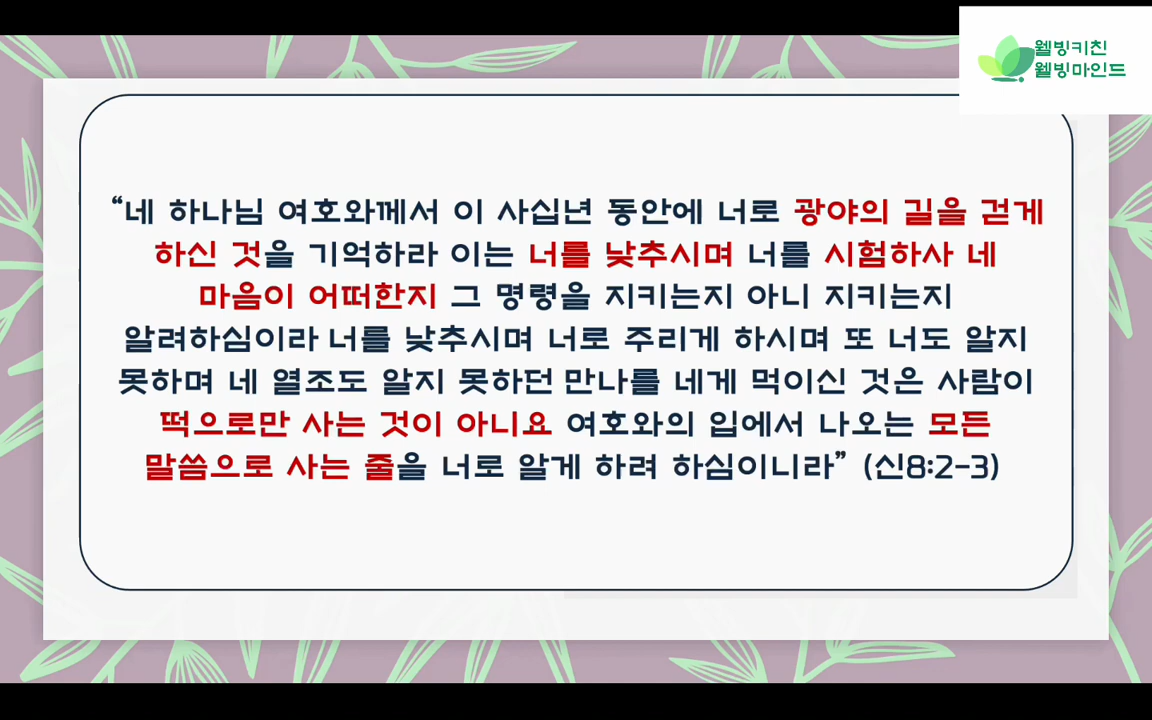 웰빙키친
웰빙마인드
“네 하나님 여호와께서 이 사십년 동안에 너로 광야의 길을 걷게
하신 것을 기억하라 이는 너를 낮추시며 너를 시험하사 네
마음이 어떠한지 그 명령을 지키는지 아니 지키는지
알려하심이라 너를 낮추시며 너로 주리게 하시며 또 너도 알지
못하며 네 열조도 알지 못하던 만나를 네게 먹이신 것은 사람이
떡으로만 사는 것이 아니요 여호와의 입에서 나오는 모든
말씀으로 사는 줄을 너로 알게 하려 하심이니라” (신8:2-3)